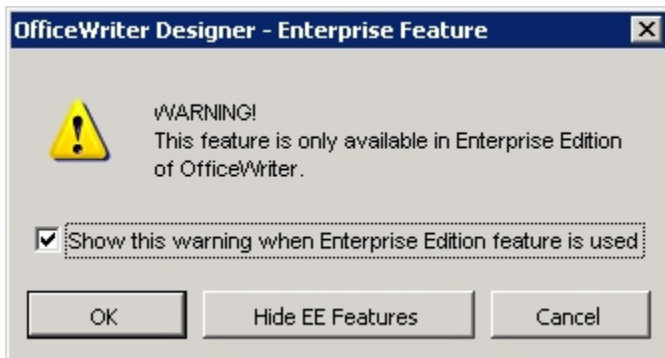 OfficeWriter Designer - Enterprise Feature
WARNING!
This feature is only available in Enterprise Edition
of OfficeWriter.
Show this warning when Enterprise Edition feature is used
OK
Hide EE Features
Cancel